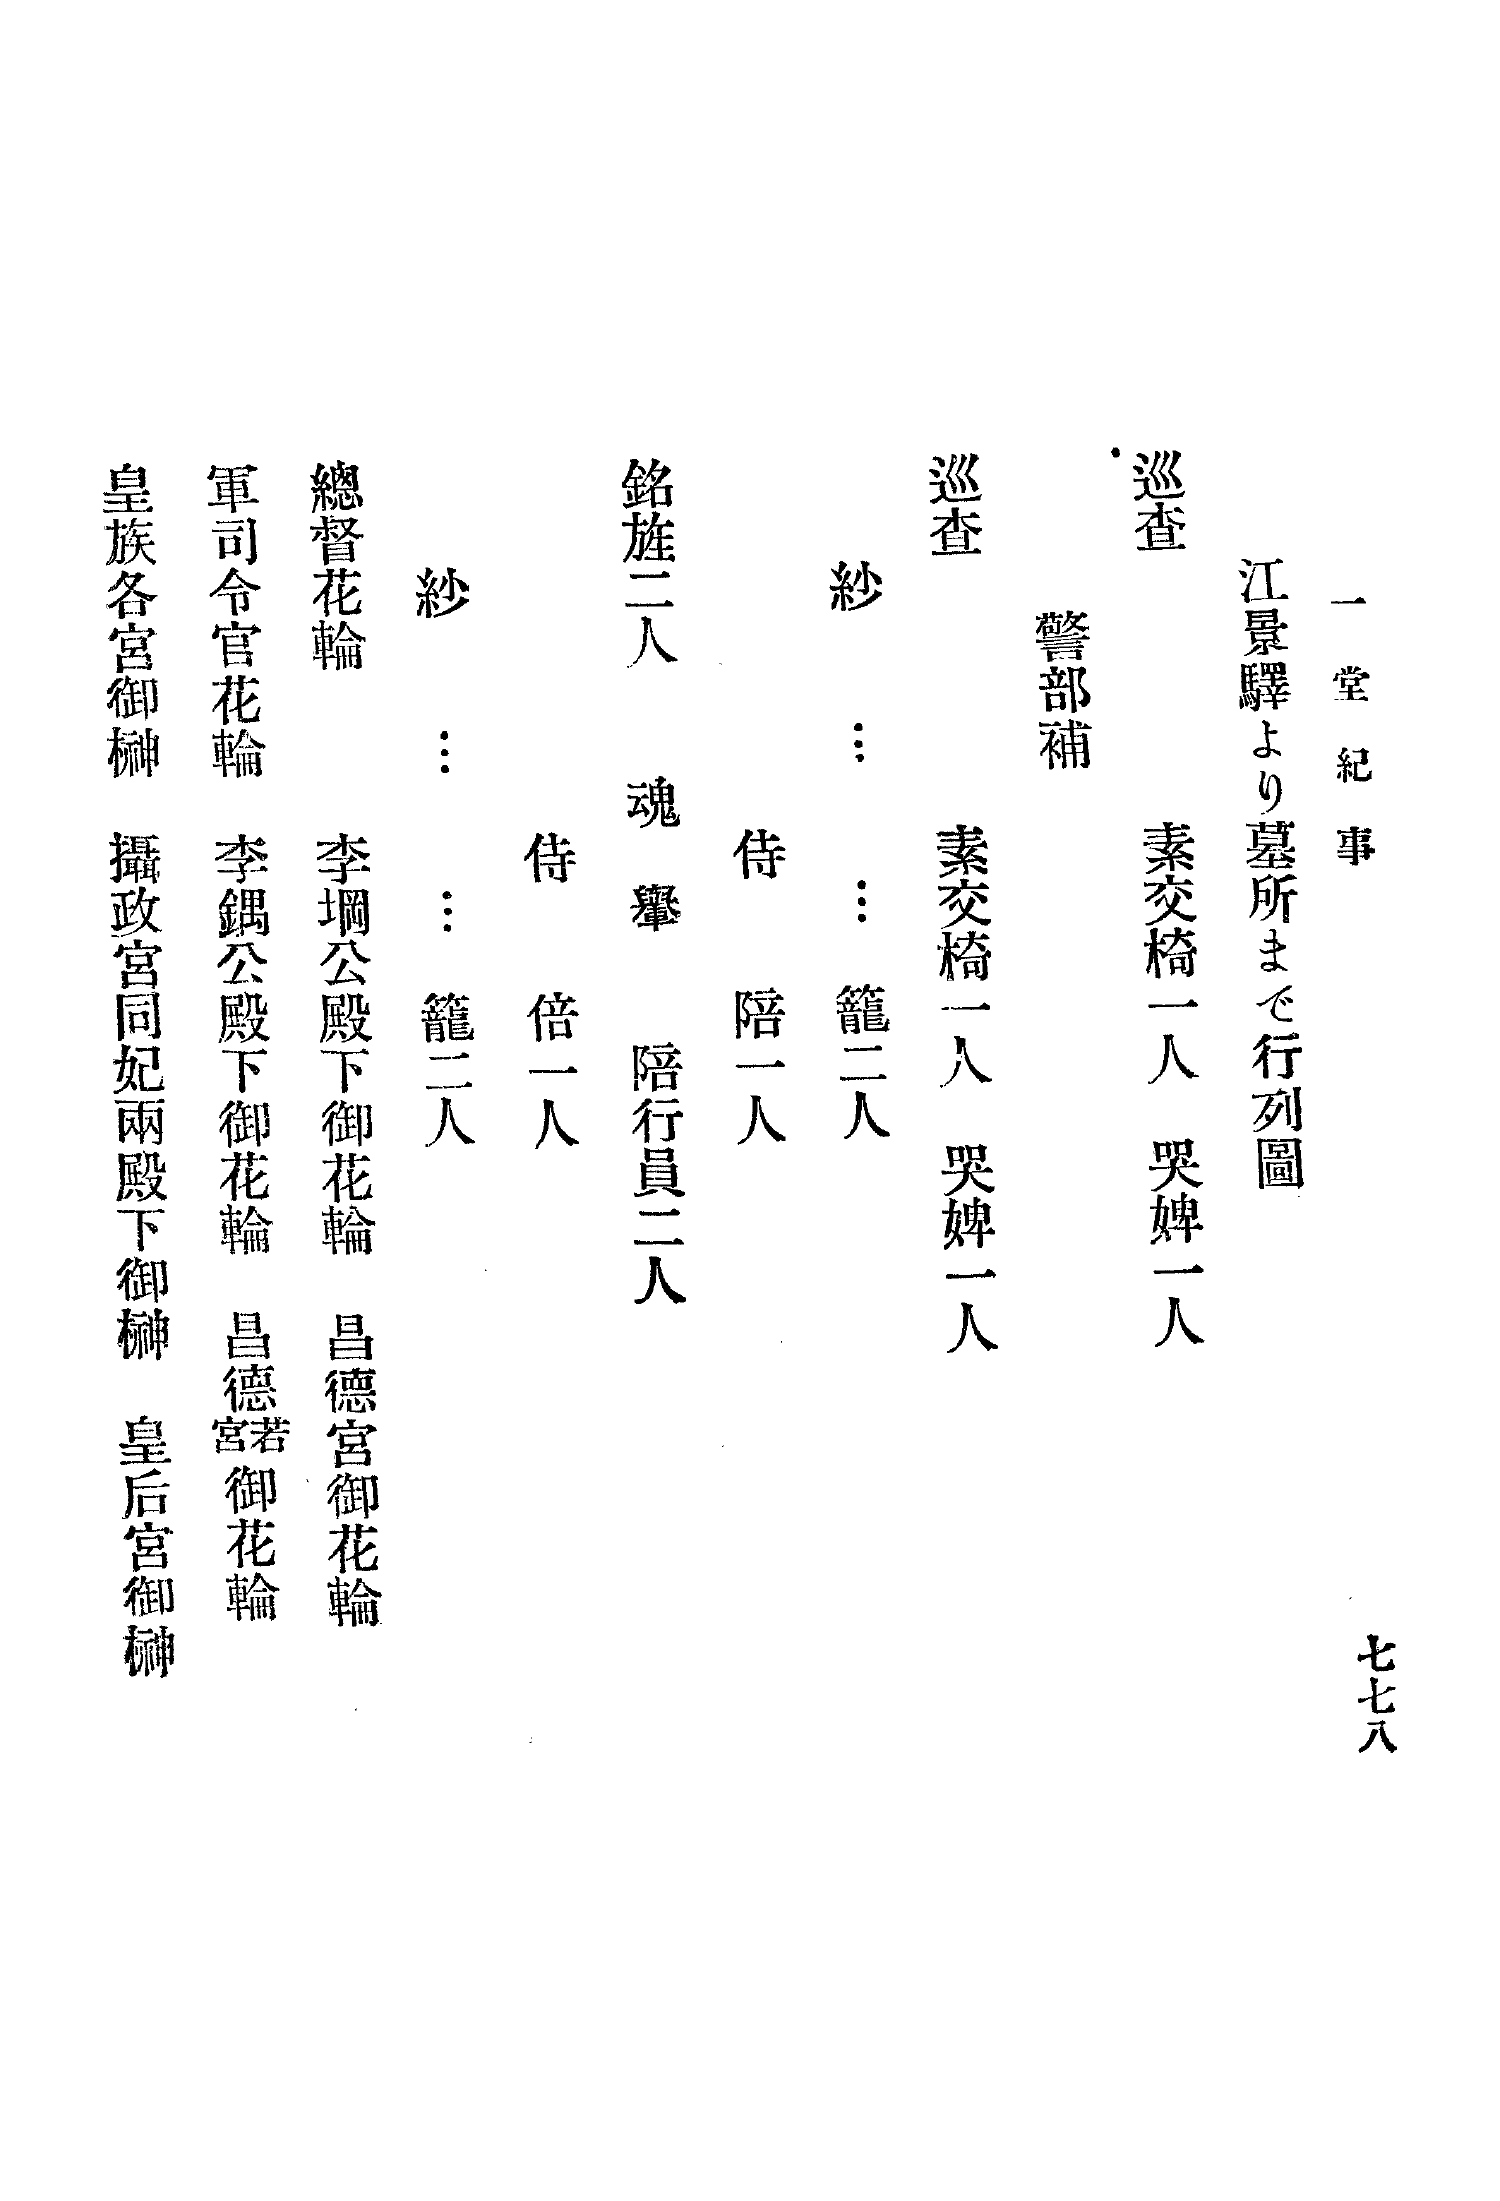 一堂紀事
七七八
江景驛より墓所まで行列圖
巡査 素交椅一人 哭婢一人
警部補
巡査 素交椅一人 哭婢一人
紗 … … 籠二人
侍 陪一人
銘旌二人 魂轝 陪行員二人
侍 倍一人
紗 … … 籠二人
總督花輪 李堈公殿下御花輪 昌德宮御花輪
軍司令官花輪 李鍝公殿下御花輪 昌德若宮御花輪
皇族各宮御榊 攝政宮同妃兩殿下御榊 皇后宮御榊